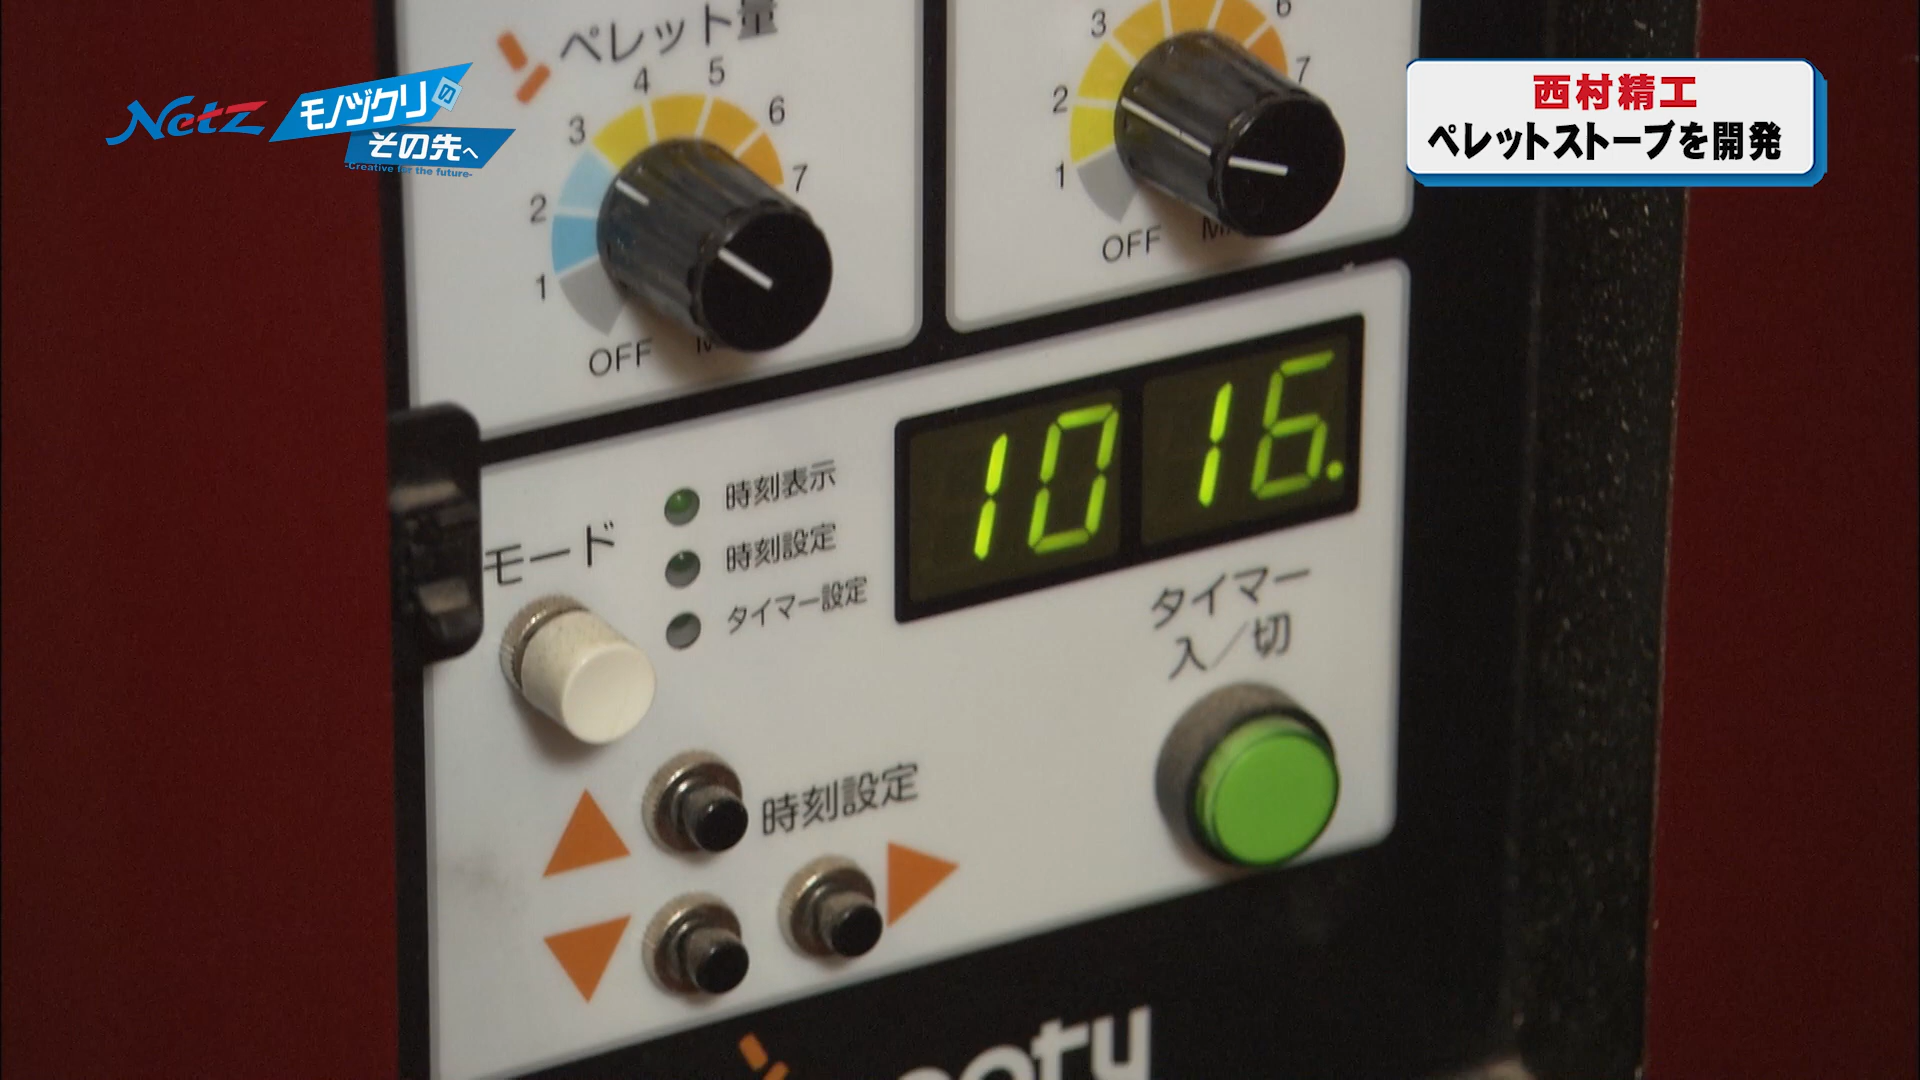 Netz モノヅクリの
その先へ
-Creative for the future-
西村精工
ペレットストーブを開発
ペレット量
1 2 3 4 5 6 7
OFF
1 2 3 6 7
OFF
10 16.
モード
時刻表示
時刻設定
タイマー設定
タイマー
入／切
時刻設定